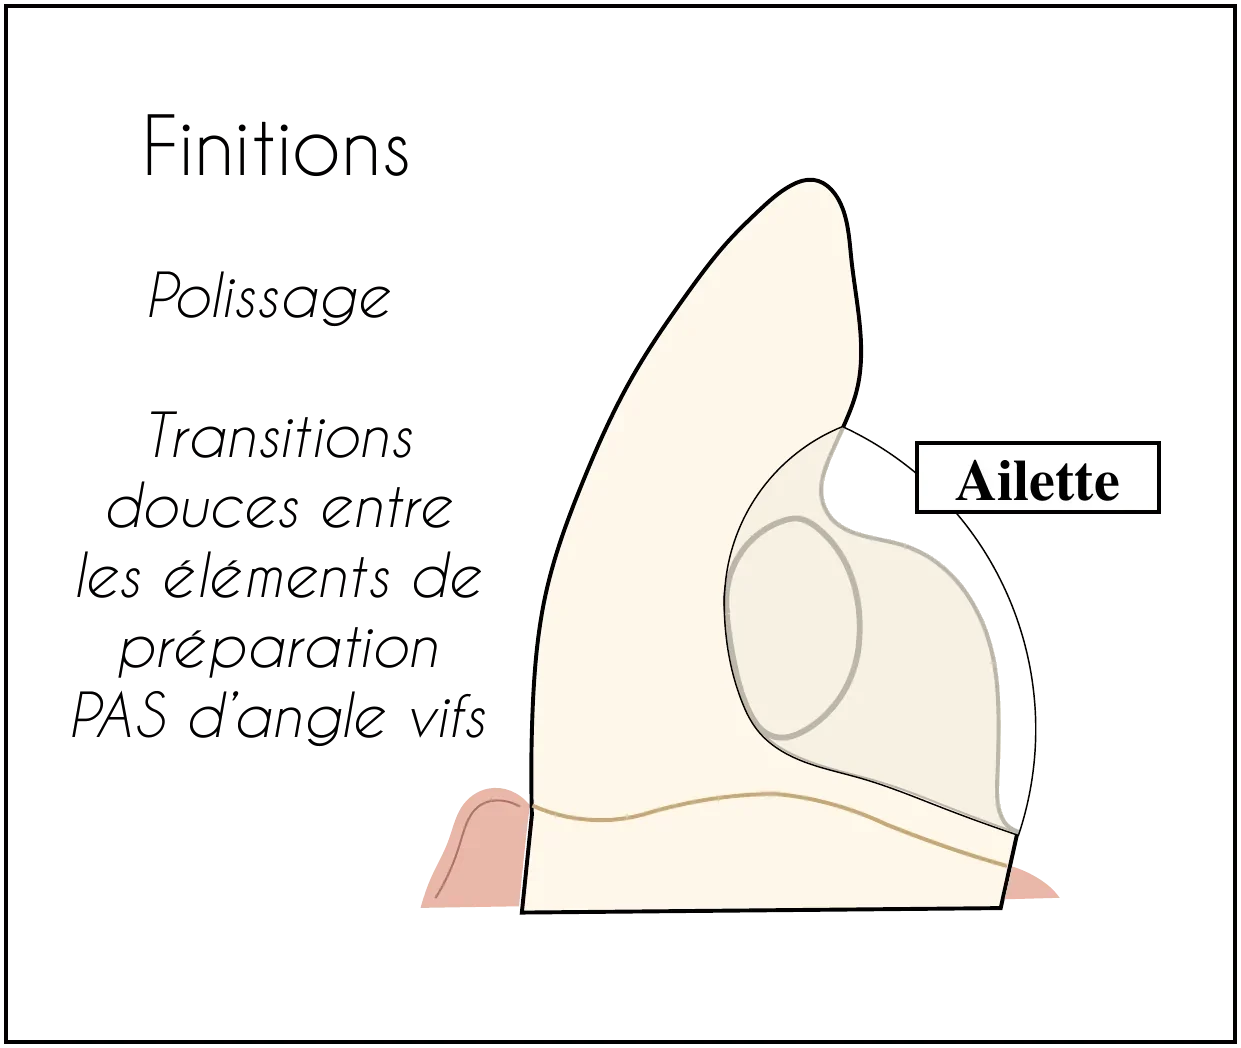 Finitions
Polissage
Transitions
douces entre
les éléments de
préparation
PAS d'angle vifs
Ailette